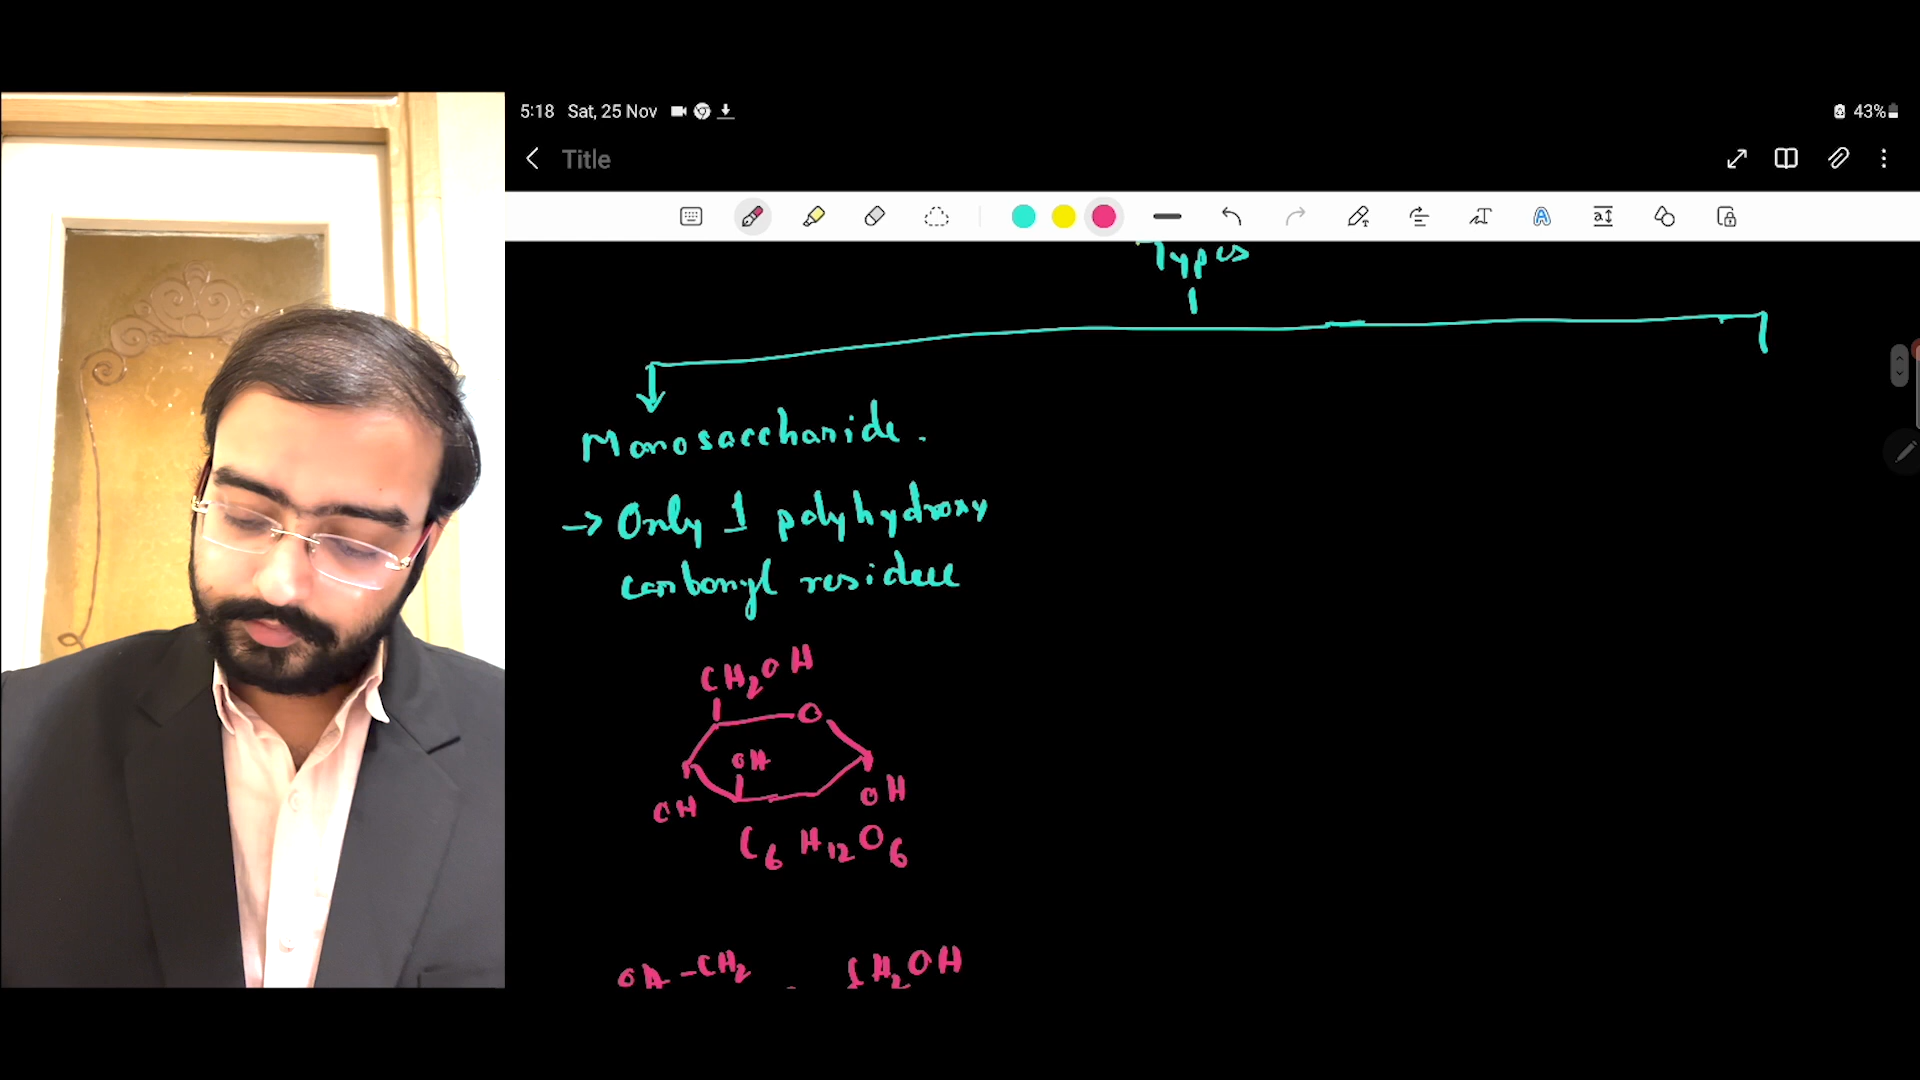 5:18 Sat, 25 Nov
43%
Title
Types
Monosaccharide.
→ Only 1 polyhydroxy
carbonyl residue
CH₂OH
O
OH
OH
OH
C₆H₁₂O₆
OH-CH₂
CH₂OH